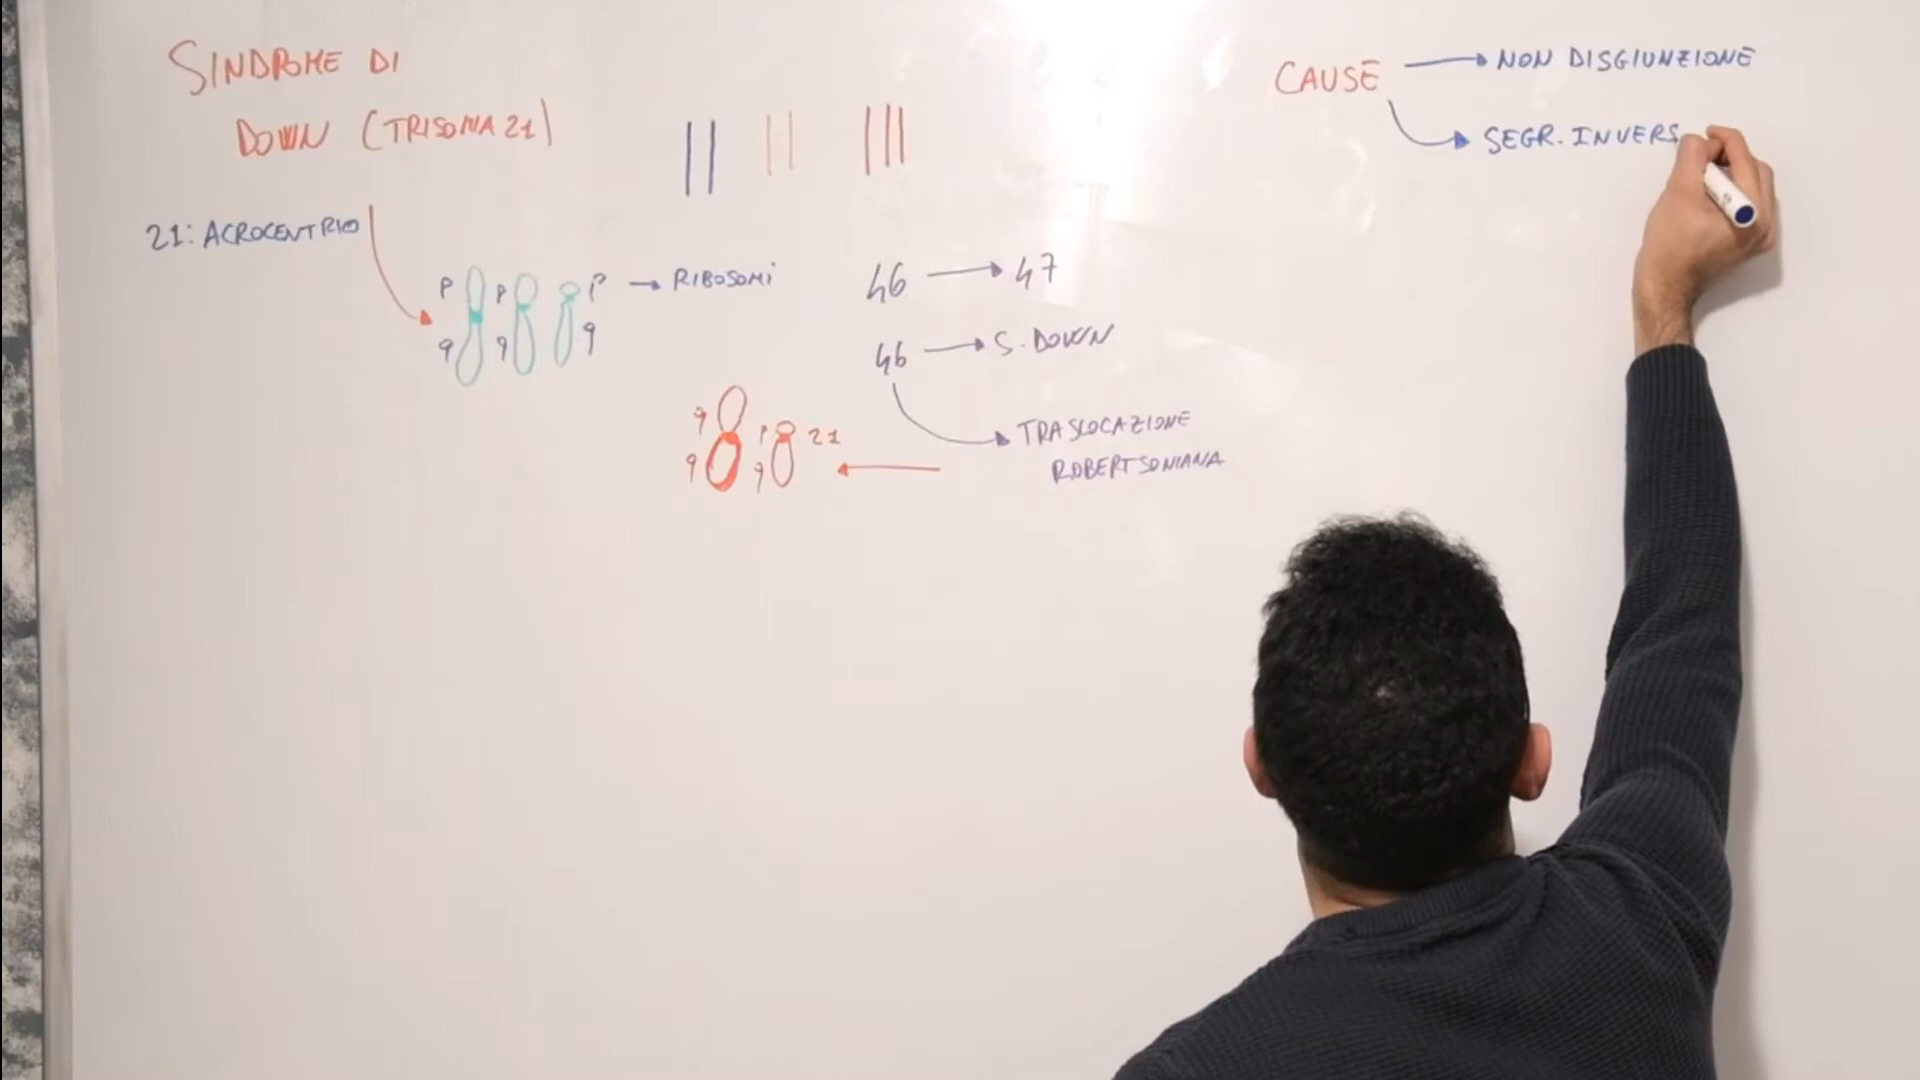 SINDROME DI
DOWN (TRISOMIA 21)
21: ACROCENTRICO
P P P → RIBOSOMI
q q q
46 → 47
46 → S. DOWN
TRASLOCAZIONE
ROBERTSONIANA
q P 21
q q
CAUSE → NON DISGIUNZIONE
SEGR. INVERS